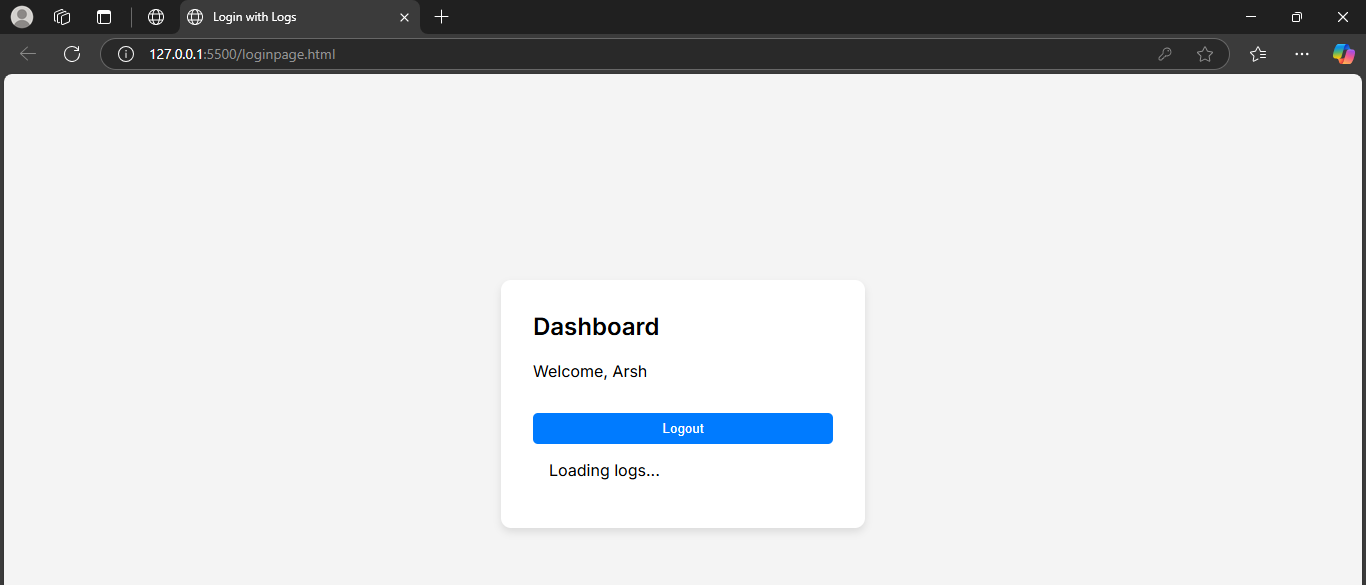 Login with Logs
127.0.0.1:5500/loginpage.html
Dashboard
Welcome, Arsh
Logout
Loading logs...